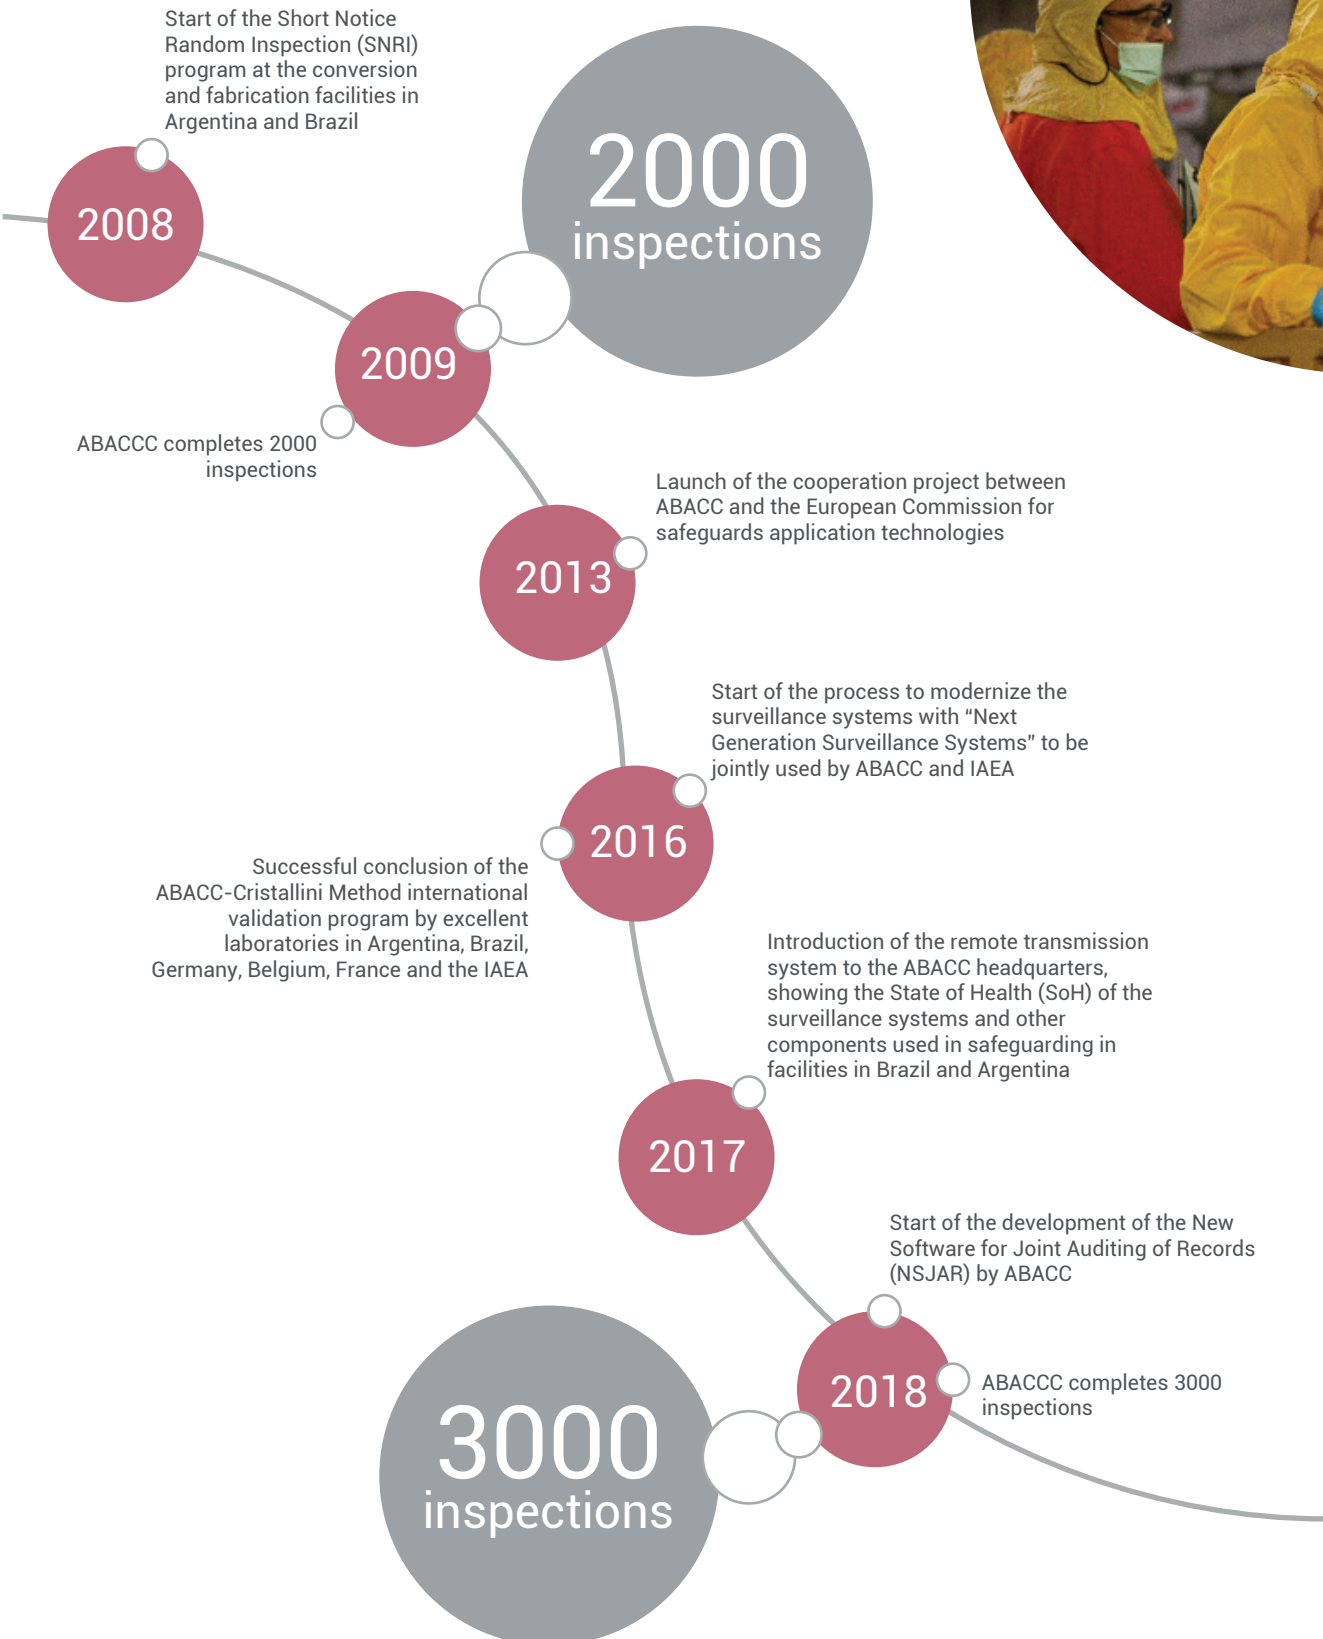 Start of the Short Notice
Random Inspection (SNRI)
program at the conversion
and fabrication facilities in
Argentina and Brazil
2008
2000
inspections
2009
ABACCC completes 2000
inspections
Launch of the cooperation project between
ABACC and the European Commission for
safeguards application technologies
2013
Start of the process to modernize the
surveillance systems with “Next
Generation Surveillance Systems” to be
jointly used by ABACC and IAEA
2016
Successful conclusion of the
ABACC-Cristallini Method international
validation program by excellent
laboratories in Argentina, Brazil,
Germany, Belgium, France and the IAEA
Introduction of the remote transmission
system to the ABACC headquarters,
showing the State of Health (SoH) of the
surveillance systems and other
components used in safeguarding in
facilities in Brazil and Argentina
2017
Start of the development of the New
Software for Joint Auditing of Records
(NSJAR) by ABACC
2018
ABACCC completes 3000
inspections
3000
inspections